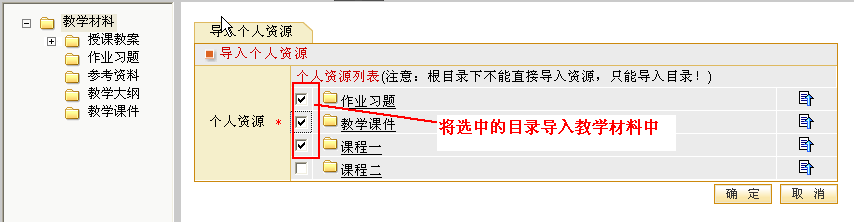 教学材料
授课教案
作业习题
参考资料
教学大纲
教学课件
导入个人资源
导入个人资源
个人资源列表(注意：根目录下不能直接导入资源，只能导入目录！)
个人资源 *
作业习题
教学课件
课程一
课程二
将选中的目录导入教学材料中
确 定 取 消